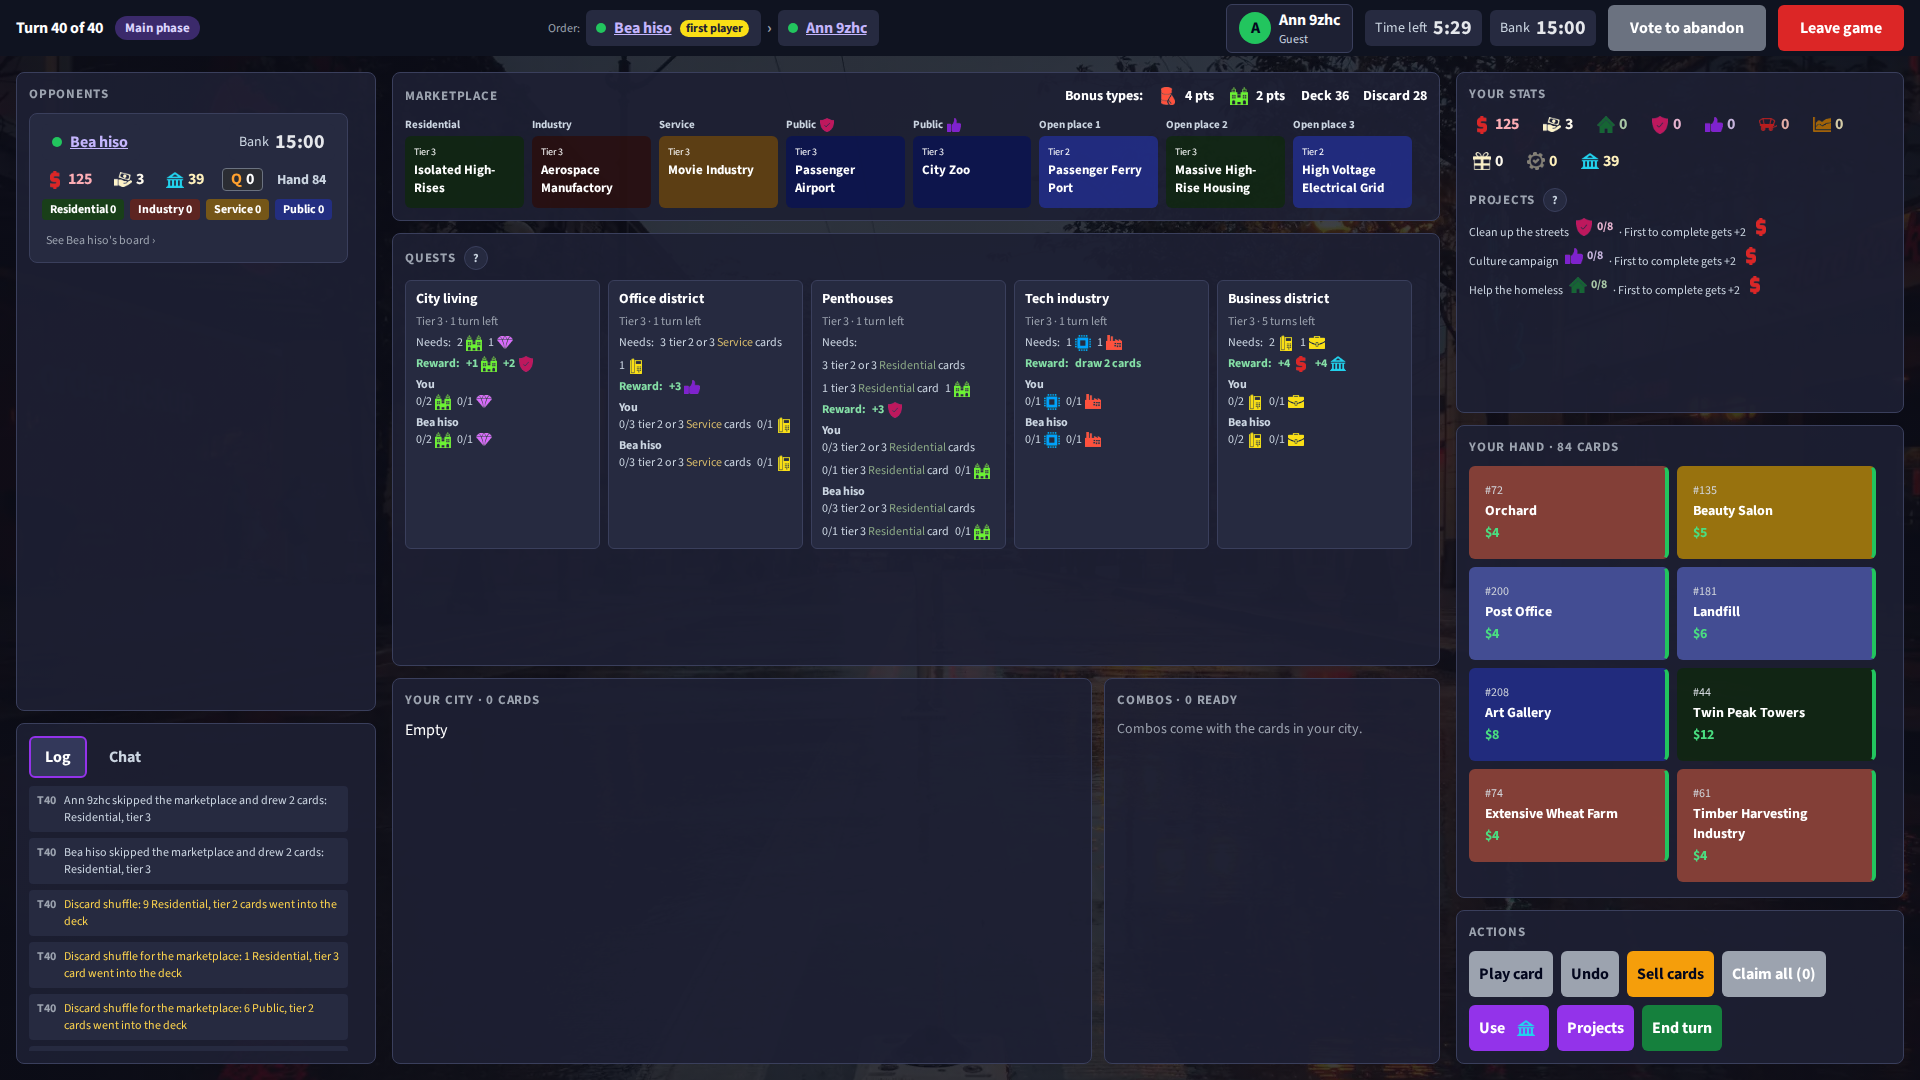 Turn 40 of 40
Main phase
Order:
Bea hiso
first player
›
Ann 9zhc
A
Ann 9zhc
Guest
Time left 5:29
Bank 15:00
Vote to abandon
Leave game
OPPONENTS
Bea hiso
Bank 15:00
125
3
39
Q 0
Hand 84
Residential 0
Industry 0
Service 0
Public 0
See Bea hiso's board ›
Log
Chat
T40 Ann 9zhc skipped the marketplace and drew 2 cards:
Residential, tier 3
T40 Bea hiso skipped the marketplace and drew 2 cards:
Residential, tier 3
T40 Discard shuffle: 9 Residential, tier 2 cards went into the
deck
T40 Discard shuffle for the marketplace: 1 Residential, tier 3
card went into the deck
T40 Discard shuffle for the marketplace: 6 Public, tier 2
cards went into the deck
MARKETPLACE
Bonus types: 4 pts 2 pts Deck 36 Discard 28
Residential
Tier 3
Isolated High-
Rises
Industry
Tier 3
Aerospace
Manufactory
Service
Tier 3
Movie Industry
Public
Tier 3
Passenger
Airport
Public
Tier 3
City Zoo
Open place 1
Tier 2
Passenger Ferry
Port
Open place 2
Tier 3
Massive High-
Rise Housing
Open place 3
Tier 2
High Voltage
Electrical Grid
QUESTS ?
City living
Tier 3 · 1 turn left
Needs: 2 1
Reward: +1 +2
You
0/2 0/1
Bea hiso
0/2 0/1
Office district
Tier 3 · 1 turn left
Needs: 3 tier 2 or 3 Service cards
1
Reward: +3
You
0/3 tier 2 or 3 Service cards 0/1
Bea hiso
0/3 tier 2 or 3 Service cards 0/1
Penthouses
Tier 3 · 1 turn left
Needs:
3 tier 2 or 3 Residential cards
1 tier 3 Residential card 1
Reward: +3
You
0/3 tier 2 or 3 Residential cards
0/1 tier 3 Residential card 0/1
Bea hiso
0/3 tier 2 or 3 Residential cards
0/1 tier 3 Residential card 0/1
Tech industry
Tier 3 · 1 turn left
Needs: 1 1
Reward: draw 2 cards
You
0/1 0/1
Bea hiso
0/1 0/1
Business district
Tier 3 · 5 turns left
Needs: 2 1
Reward: +4 +4
You
0/2 0/1
Bea hiso
0/2 0/1
YOUR CITY · 0 CARDS
Empty
COMBOS · 0 READY
Combos come with the cards in your city.
YOUR STATS
125 3 0 0 0 0 0
0 0 39
PROJECTS ?
Clean up the streets 0/8 · First to complete gets +2
Culture campaign 0/8 · First to complete gets +2
Help the homeless 0/8 · First to complete gets +2
YOUR HAND · 84 CARDS
#72
Orchard
$4
#135
Beauty Salon
$5
#200
Post Office
$4
#181
Landfill
$6
#208
Art Gallery
$8
#44
Twin Peak Towers
$12
#74
Extensive Wheat Farm
$4
#61
Timber Harvesting
Industry
$4
ACTIONS
Play card
Undo
Sell cards
Claim all (0)
Use
Projects
End turn